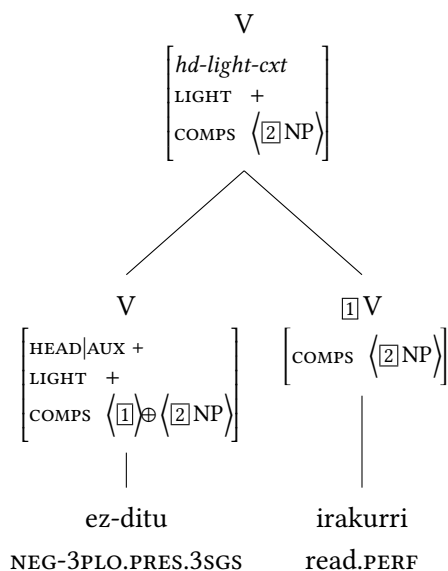 V
hd-light-cxt
LIGHT +
COMPS ⟨[2]NP⟩
V
HEAD|AUX +
LIGHT +
COMPS ⟨[1]⟩⊕⟨[2]NP⟩
[1]V
COMPS ⟨[2]NP⟩
ez-ditu
irakurri
NEG-3PLO.PRES.3SGS
read.PERF